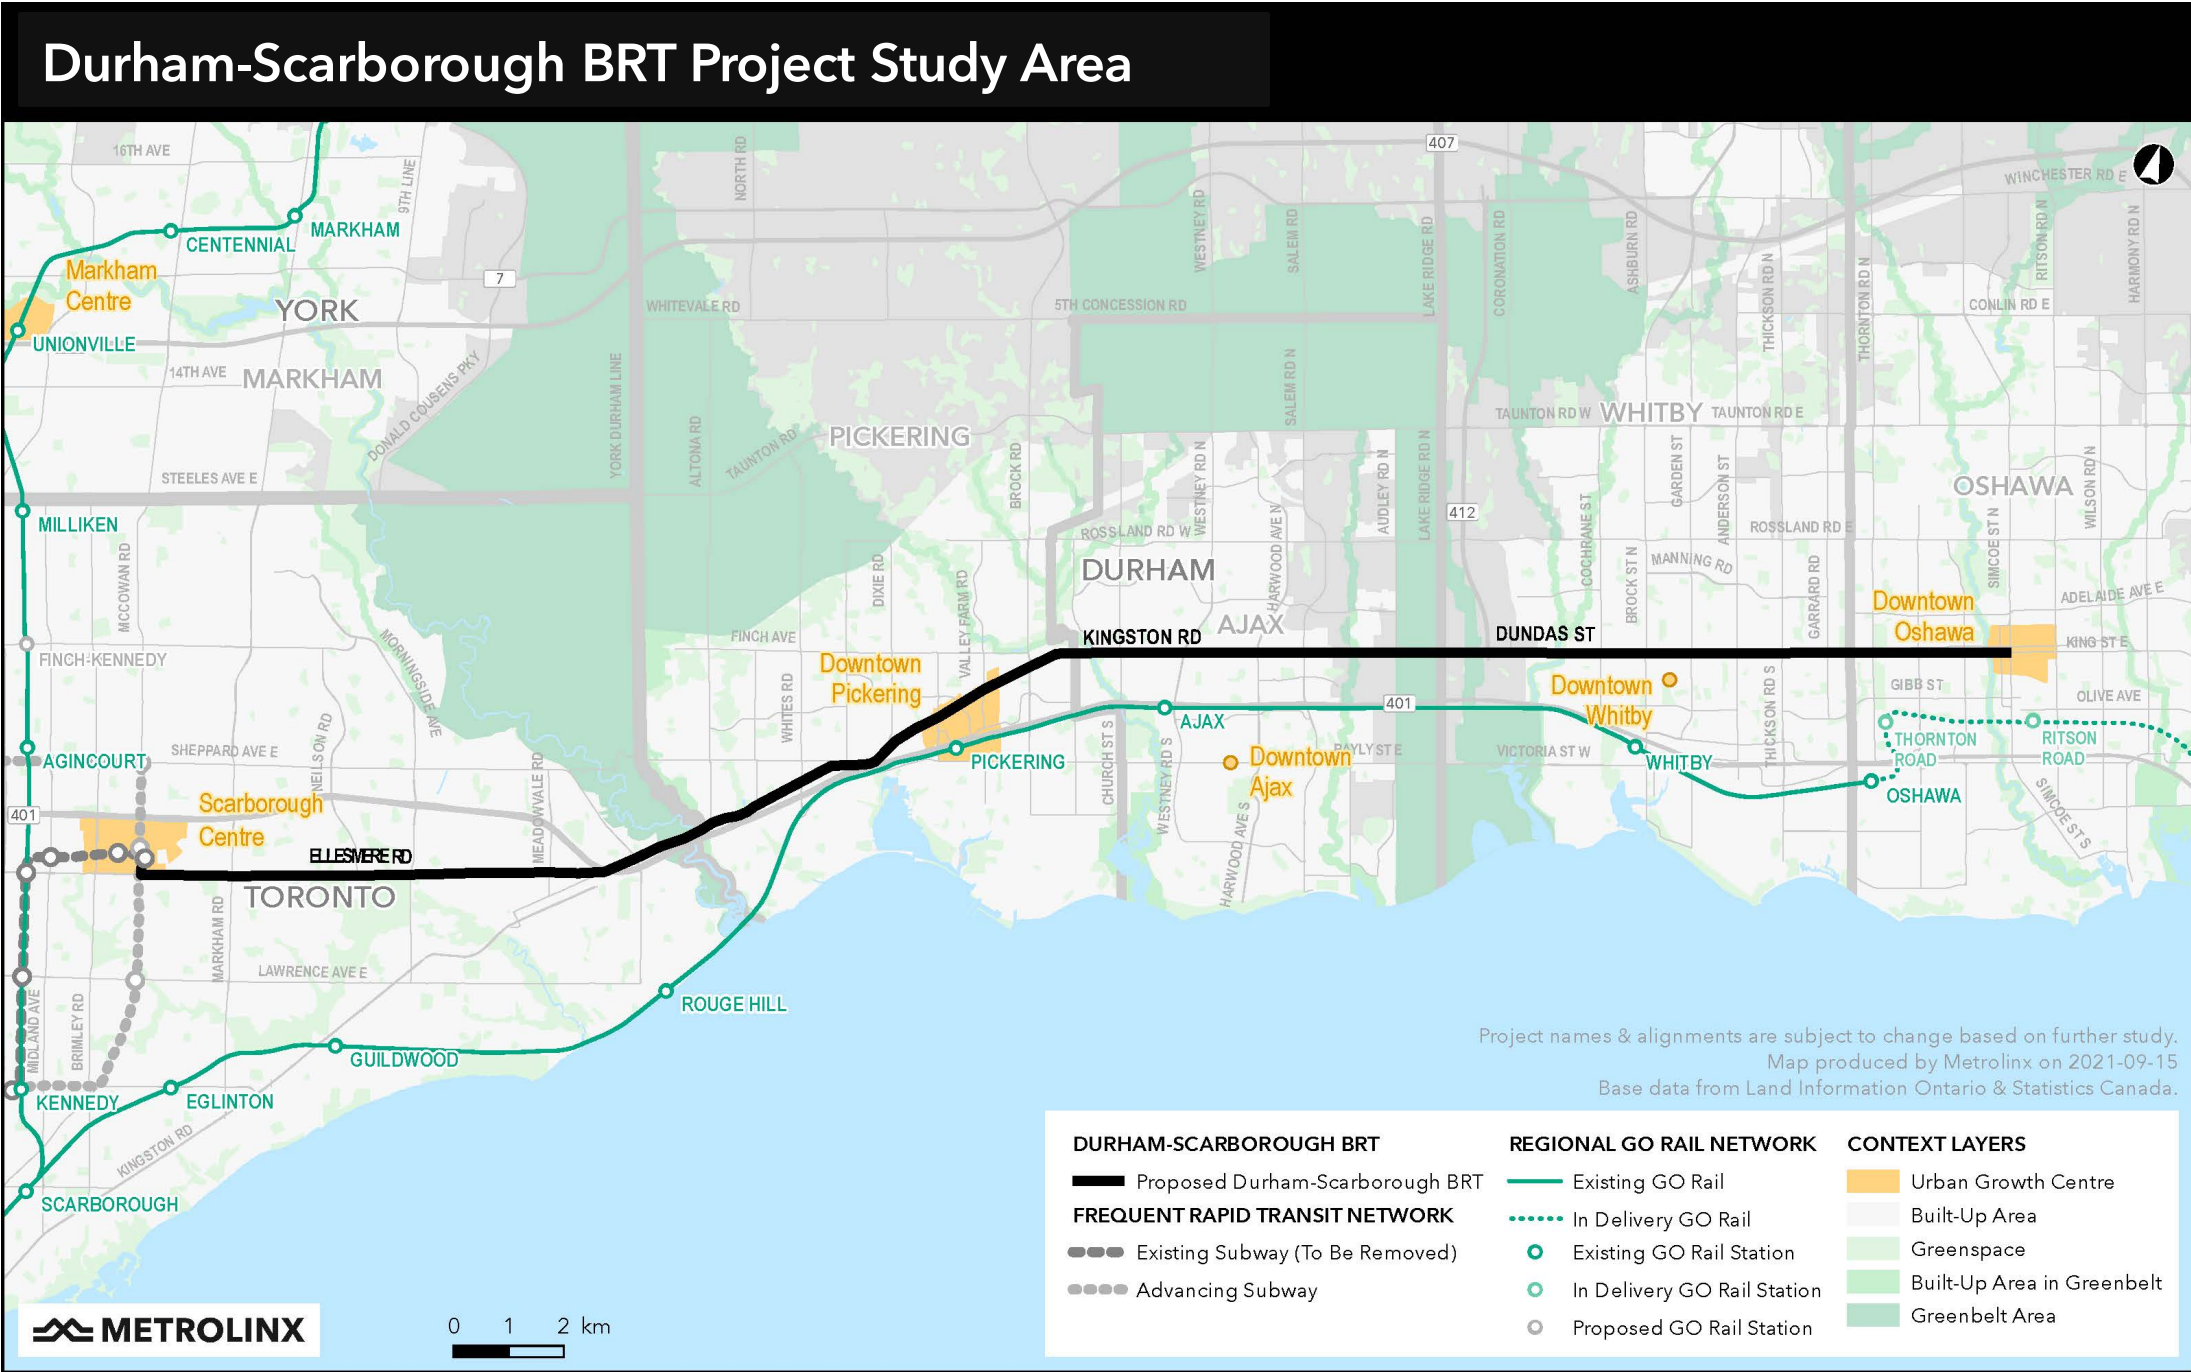 Durham-Scarborough BRT Project Study Area
16TH AVE
9TH LINE
NORTH RD
407
WINCHESTER RD E
MARKHAM
CENTENNIAL
WESTNEY RD
SALEM RD
LAKE RIDGE RD
CORONATION RD
ASHBURN RD
RITSON RD N
HARMONY RD N
Markham
Centre
7
YORK
WHITEVALE RD
5TH CONCESSION RD
THICKSON RD N
THORNTON RD N
CONLIN RD E
UNIONVILLE
14TH AVE
MARKHAM
DONALD COUSENS PKY
YORK DURHAM LINE
ALTONA RD
TAUNTON RD
PICKERING
SALEM RD N
TAUNTON RD W
WHITBY
TAUNTON RD E
STEELES AVE E
BROCK RD
WESTNEY RD N
AUDLEY RD N
LAKE RIDGE RD N
GARDEN ST
ANDERSON ST
OSHAWA
WILSON RD N
MILLIKEN
412
COCHRANE ST
ROSSLAND RD W
HARWOOD AVE N
ROSSLAND RD E
SIMCOE ST N
MCCOWAN RD
DIXIE RD
VALLEY FARM RD
DURHAM
BROCK ST N
MANNING RD
GARRARD RD
ADELAIDE AVE E
Downtown
Oshawa
FINCH-KENNEDY
MORNINGSIDE AVE
FINCH AVE
KINGSTON RD
AJAX
DUNDAS ST
KING ST E
Downtown
Pickering
WHITES RD
Downtown
Whitby
THICKSON RD S
GIBB ST
OLIVE AVE
401
AJAX
CHURCH ST S
WESTNEY RD S
SHEPPARD AVE E
NEILSON RD
AGINCOURT
MEADOWVALE RD
PICKERING
Downtown
Ajax
BAYLY ST E
VICTORIA ST W
WHITBY
THORNTON
ROAD
RITSON
ROAD
OSHAWA
SIMCOE ST S
401
Scarborough
Centre
HARWOOD AVE S
ELLESMERE RD
TORONTO
MARKHAM RD
LAWRENCE AVE E
MIDLAND AVE
BRIMLEY RD
ROUGE HILL
GUILDWOOD
KENNEDY
EGLINTON
KINGSTON RD
SCARBOROUGH
Project names & alignments are subject to change based on further study.
Map produced by Metrolinx on 2021-09-15
Base data from Land Information Ontario & Statistics Canada.
DURHAM-SCARBOROUGH BRT
Proposed Durham-Scarborough BRT
FREQUENT RAPID TRANSIT NETWORK
Existing Subway (To Be Removed)
Advancing Subway
REGIONAL GO RAIL NETWORK
Existing GO Rail
In Delivery GO Rail
Existing GO Rail Station
In Delivery GO Rail Station
Proposed GO Rail Station
CONTEXT LAYERS
Urban Growth Centre
Built-Up Area
Greenspace
Built-Up Area in Greenbelt
Greenbelt Area
METROLINX
0 1 2 km